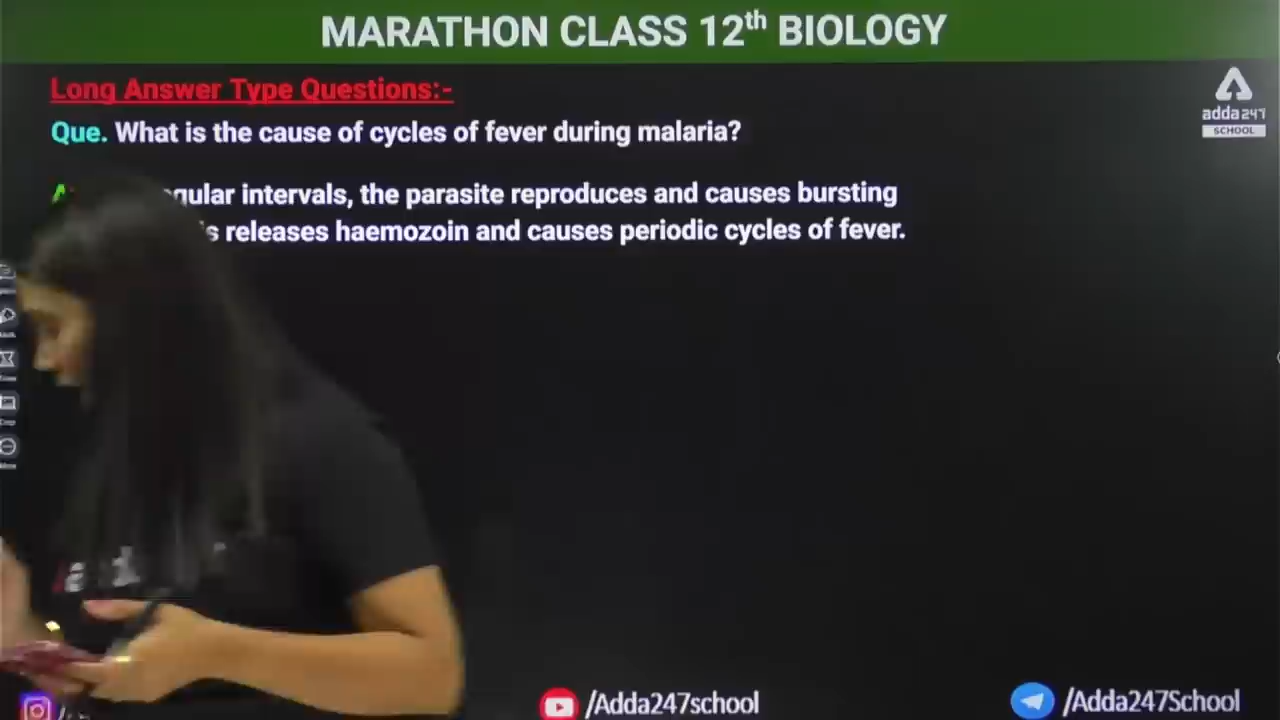 MARATHON CLASS 12th BIOLOGY
adda247
SCHOOL
Long Answer Type Questions:-
Que. What is the cause of cycles of fever during malaria?
intervals, the parasite reproduces and causes bursting
releases haemozoin and causes periodic cycles of fever.
/Adda247school
/Adda247School